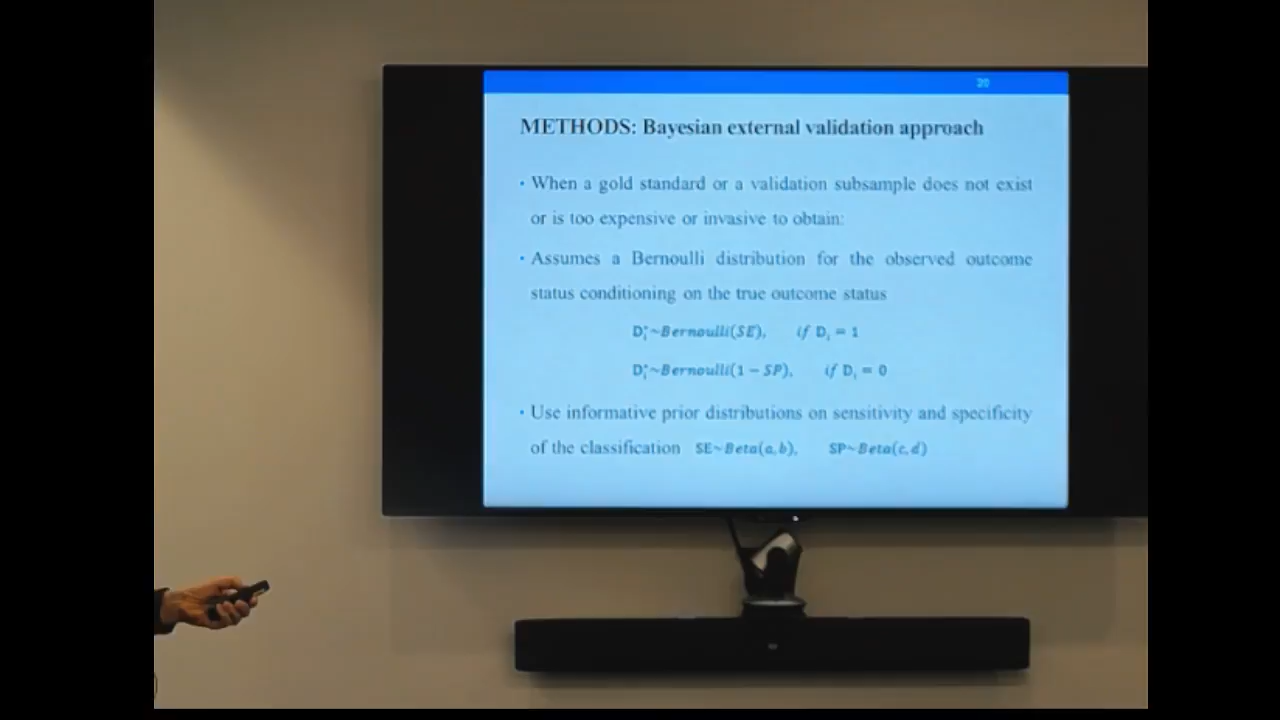 20
METHODS: Bayesian external validation approach
• When a gold standard or a validation subsample does not exist
or is too expensive or invasive to obtain:
• Assumes a Bernoulli distribution for the observed outcome
status conditioning on the true outcome status
D*ᵢ~Bernoulli(SE), if Dᵢ = 1
D*ᵢ~Bernoulli(1 − SP), if Dᵢ = 0
• Use informative prior distributions on sensitivity and specificity
of the classification SE~Beta(a, b), SP~Beta(c, d)